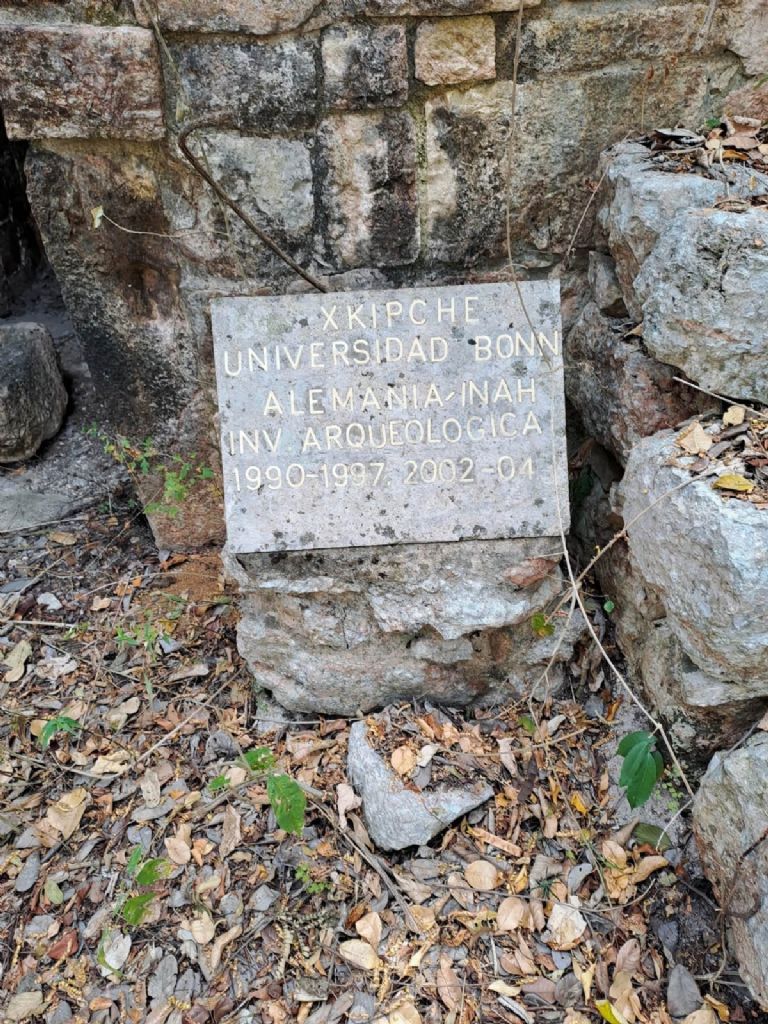 XKIPCHE
UNIVERSIDAD BONN
ALEMANIA-INAH
INV. ARQUEOLOGICA
1990-1997. 2002-04